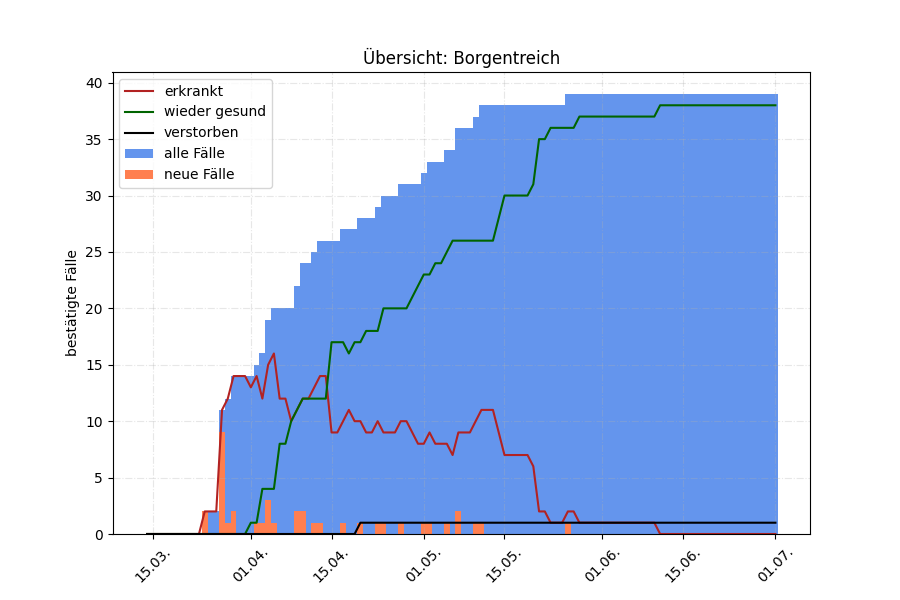 Übersicht: Borgentreich
erkrankt
wieder gesund
verstorben
alle Fälle
neue Fälle
bestätigte Fälle
40
35
30
25
20
15
10
5
0
15.03.
01.04.
15.04.
01.05.
15.05.
01.06.
15.06.
01.07.